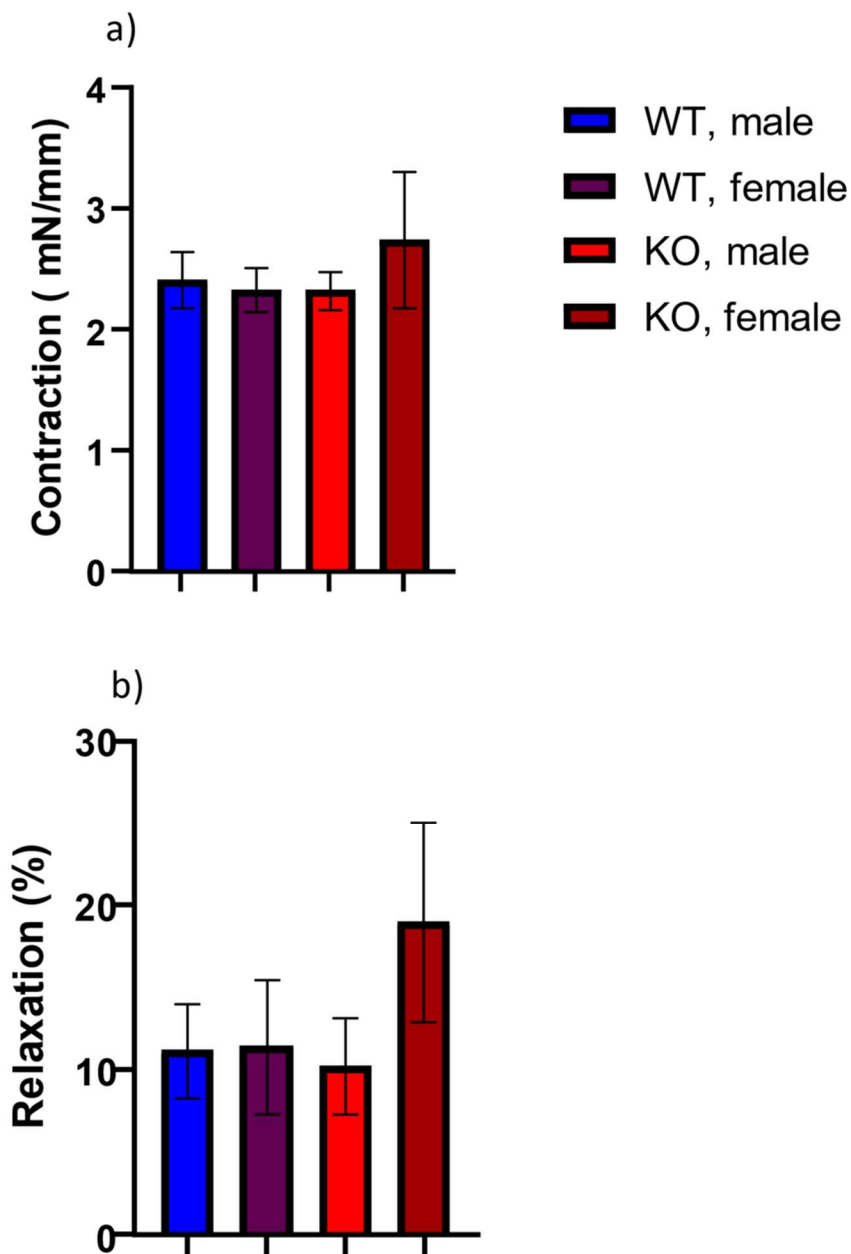 a)
4
3
2
1
0
Contraction ( mN/mm)
WT, male
WT, female
KO, male
KO, female
b)
30
20
10
0
Relaxation (%)